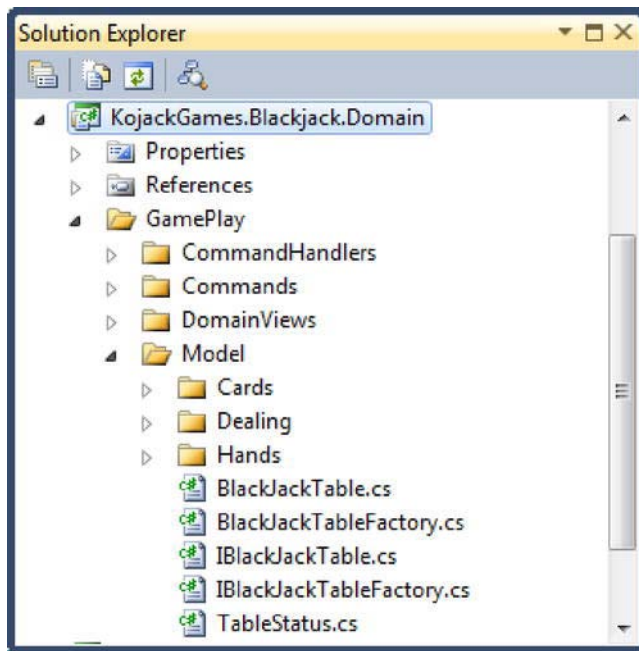 Solution Explorer
KojackGames.Blackjack.Domain
Properties
References
GamePlay
CommandHandlers
Commands
DomainViews
Model
Cards
Dealing
Hands
BlackJackTable.cs
BlackJackTableFactory.cs
IBlackJackTable.cs
IBlackJackTableFactory.cs
TableStatus.cs